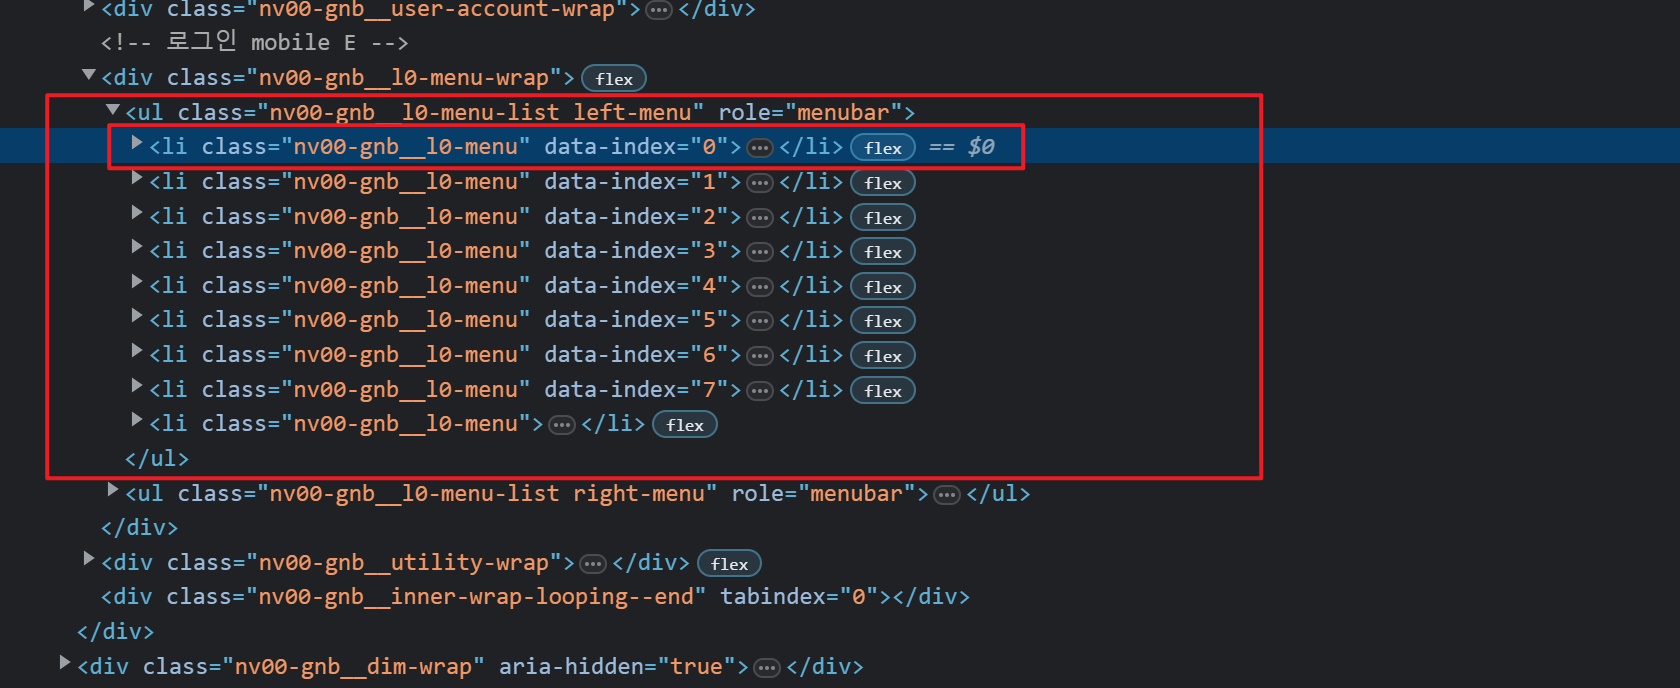 <div class="nv00-gnb__user-account-wrap">…</div>
<!-- 로그인 mobile E -->
<div class="nv00-gnb__l0-menu-wrap"> flex
<ul class="nv00-gnb__l0-menu-list left-menu" role="menubar">
<li class="nv00-gnb__l0-menu" data-index="0">…</li> flex == $0
<li class="nv00-gnb__l0-menu" data-index="1">…</li> flex
<li class="nv00-gnb__l0-menu" data-index="2">…</li> flex
<li class="nv00-gnb__l0-menu" data-index="3">…</li> flex
<li class="nv00-gnb__l0-menu" data-index="4">…</li> flex
<li class="nv00-gnb__l0-menu" data-index="5">…</li> flex
<li class="nv00-gnb__l0-menu" data-index="6">…</li> flex
<li class="nv00-gnb__l0-menu" data-index="7">…</li> flex
<li class="nv00-gnb__l0-menu">…</li> flex
</ul>
<ul class="nv00-gnb__l0-menu-list right-menu" role="menubar">…</ul>
</div>
<div class="nv00-gnb__utility-wrap">…</div> flex
<div class="nv00-gnb__inner-wrap-looping--end" tabindex="0"></div>
</div>
<div class="nv00-gnb__dim-wrap" aria-hidden="true">…</div>